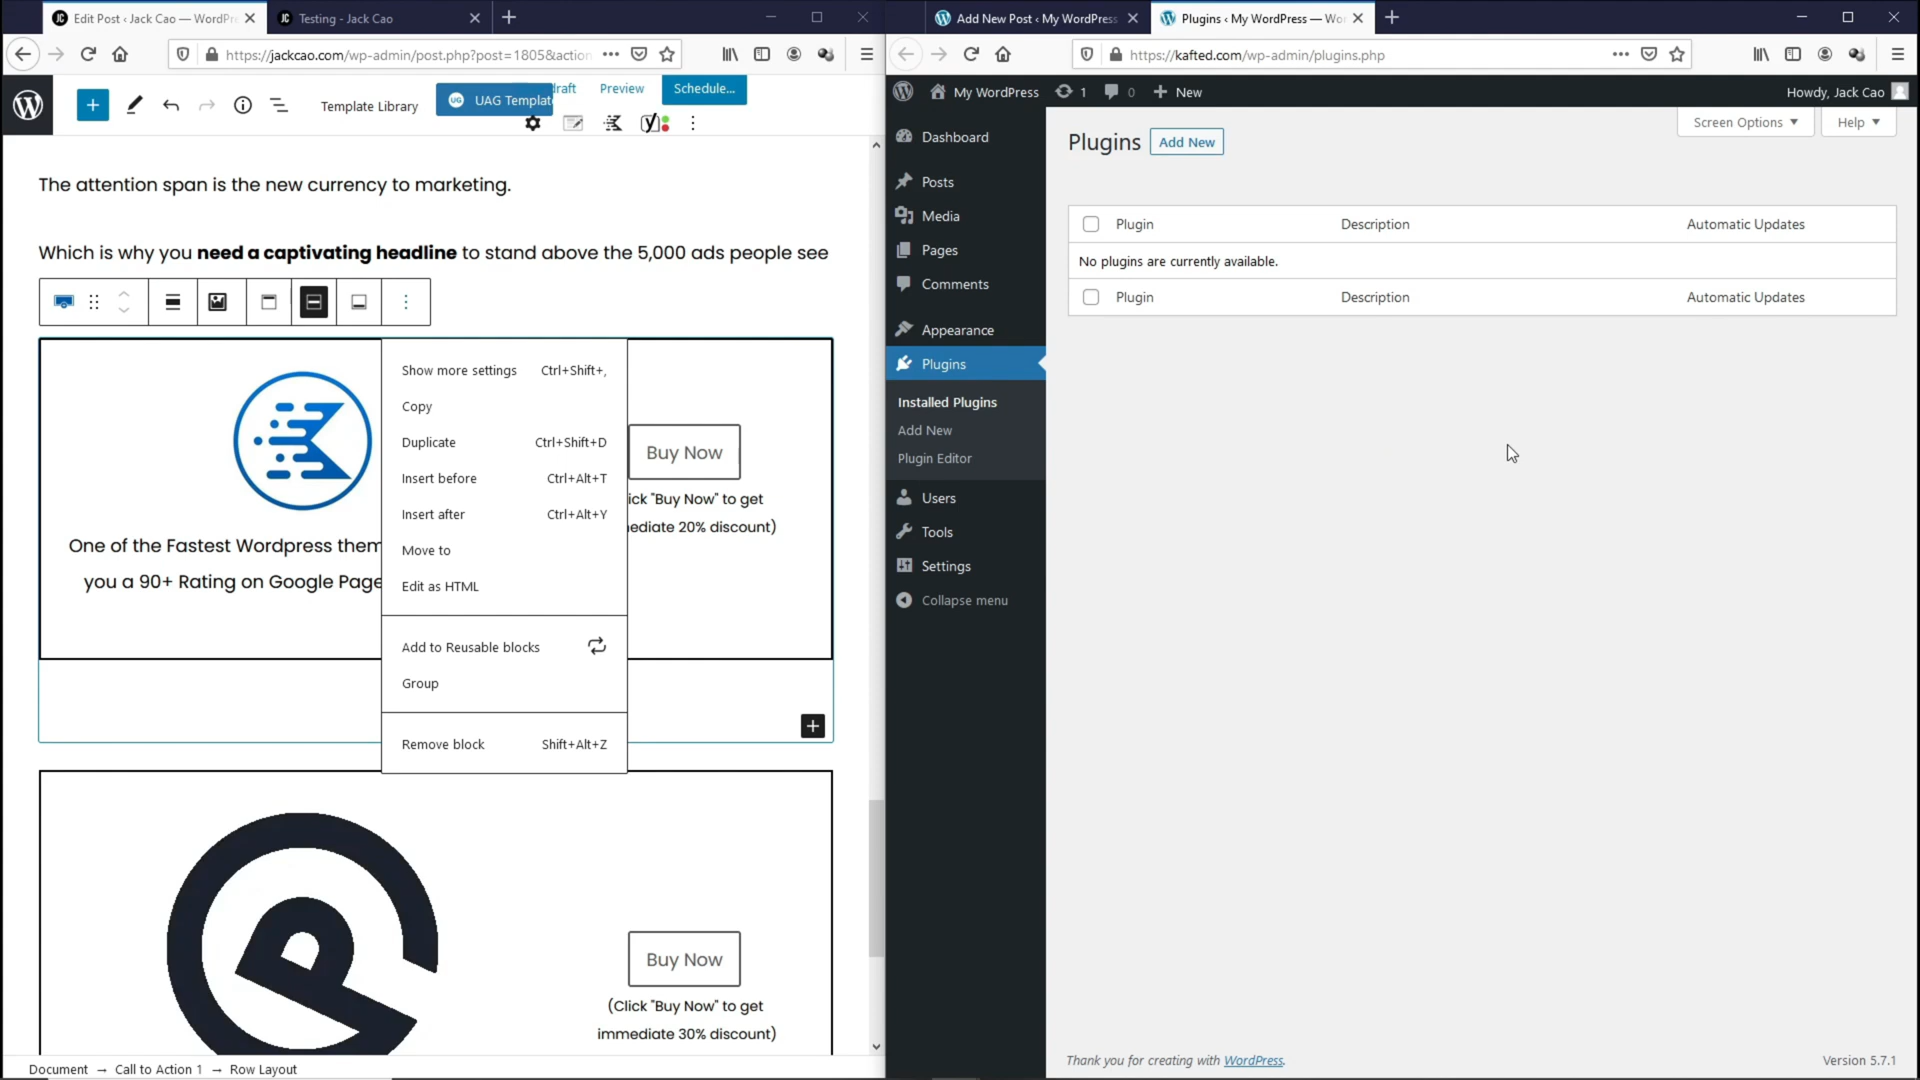 Edit Post ‹ Jack Cao — WordPre
Testing - Jack Cao
https://jackcao.com/wp-admin/post.php?post=1805&action
Template Library
UG
UAG Templat
draft
Preview
Schedule...
The attention span is the new currency to marketing.
Which is why you need a captivating headline to stand above the 5,000 ads people see
Show more settings Ctrl+Shift+,
Copy
Duplicate Ctrl+Shift+D
Insert before Ctrl+Alt+T
Insert after Ctrl+Alt+Y
Move to
Edit as HTML
Add to Reusable blocks
Group
Remove block Shift+Alt+Z
One of the Fastest Wordpress them
you a 90+ Rating on Google Page
Buy Now
ick "Buy Now" to get
ediate 20% discount)
Buy Now
(Click "Buy Now" to get
immediate 30% discount)
Document → Call to Action 1 → Row Layout
Add New Post ‹ My WordPress
Plugins ‹ My WordPress — Wor
https://kafted.com/wp-admin/plugins.php
My WordPress
1
0
New
Howdy, Jack Cao
Dashboard
Posts
Media
Pages
Comments
Appearance
Plugins
Installed Plugins
Add New
Plugin Editor
Users
Tools
Settings
Collapse menu
Screen Options
Help
Plugins
Add New
Plugin Description Automatic Updates
No plugins are currently available.
Plugin Description Automatic Updates
Thank you for creating with WordPress.
Version 5.7.1